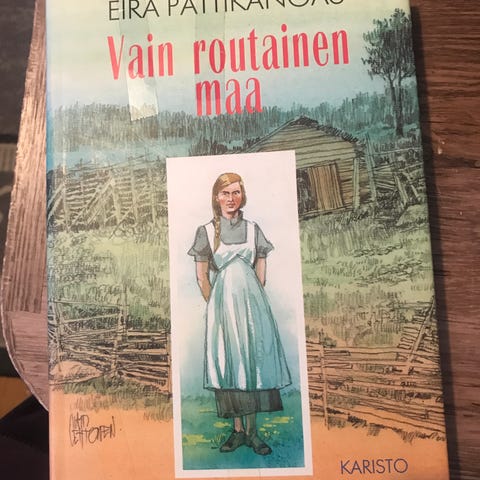 EIRA PATTIKANGAS
Vain routainen
maa
KARISTO